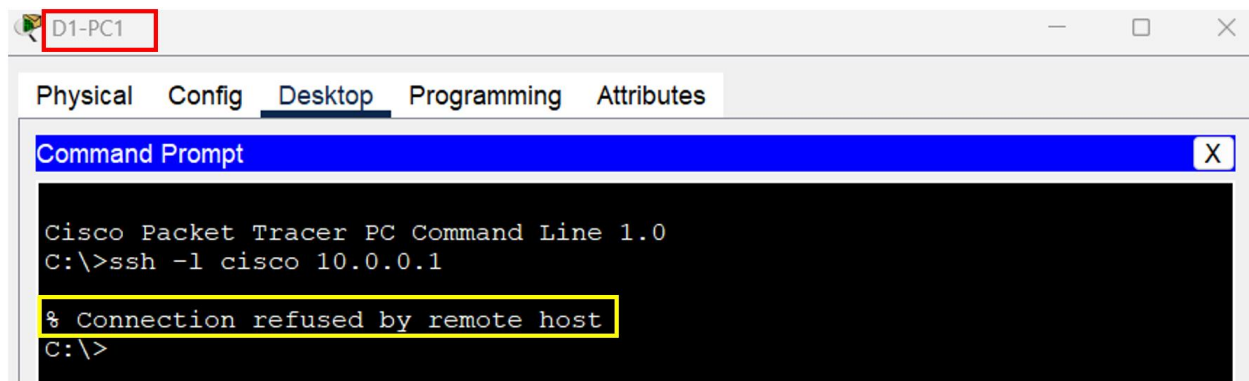 D1-PC1
Physical Config Desktop Programming Attributes
Command Prompt X
Cisco Packet Tracer PC Command Line 1.0
C:\>ssh -l cisco 10.0.0.1
% Connection refused by remote host
C:\>